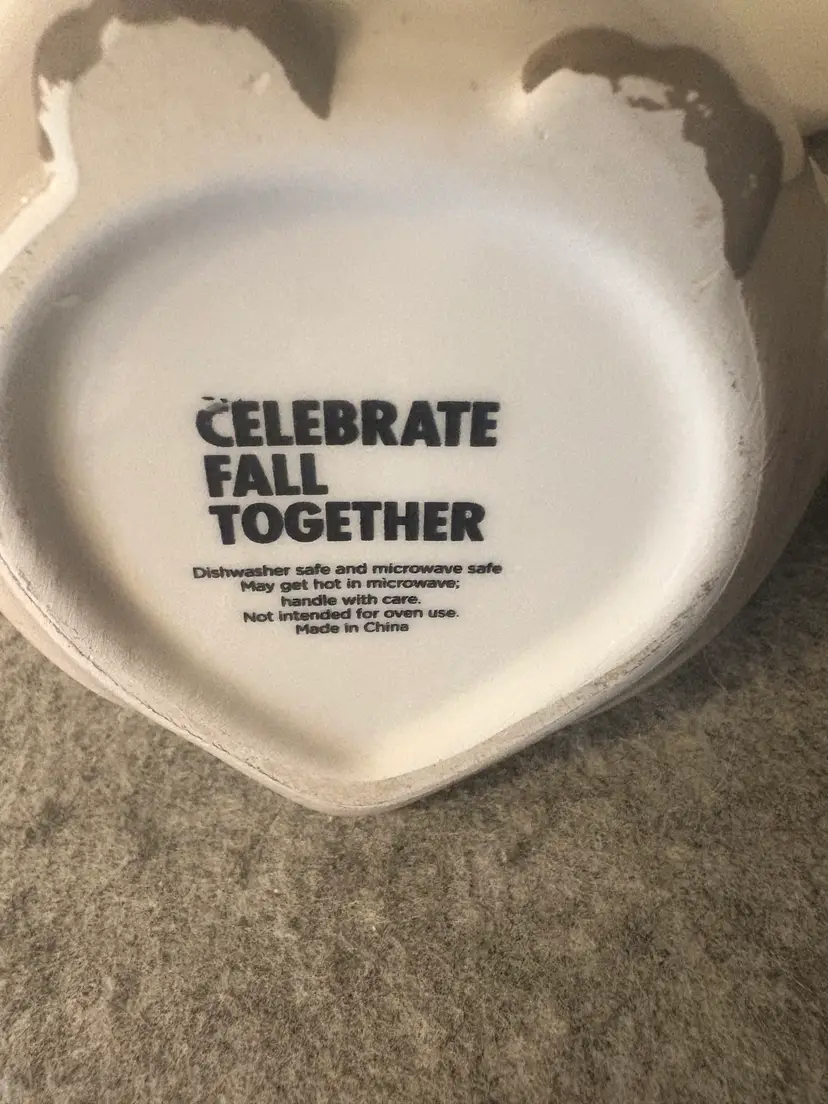 CELEBRATE
FALL
TOGETHER
Dishwasher safe and microwave safe
May get hot in microwave;
handle with care.
Not intended for oven use.
Made in China